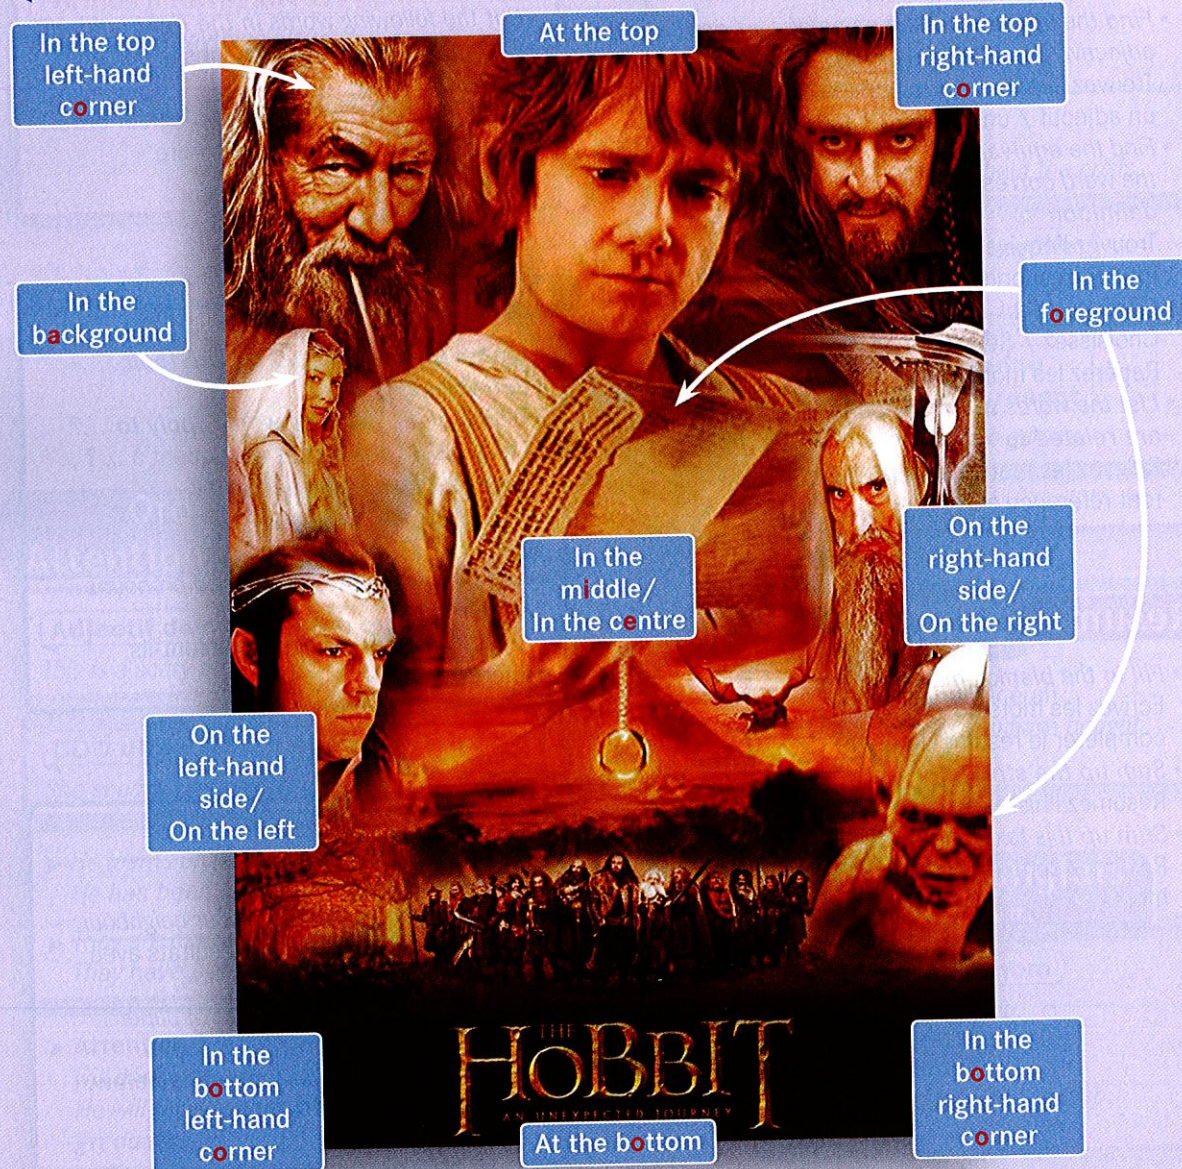 In the top
left-hand
corner
At the top
In the top
right-hand
corner
In the
background
In the
foreground
In the
middle/
In the centre
On the
right-hand
side/
On the right
On the
left-hand
side/
On the left
THE
HOBBIT
AN UNEXPECTED JOURNEY
In the
bottom
left-hand
corner
At the bottom
In the
bottom
right-hand
corner